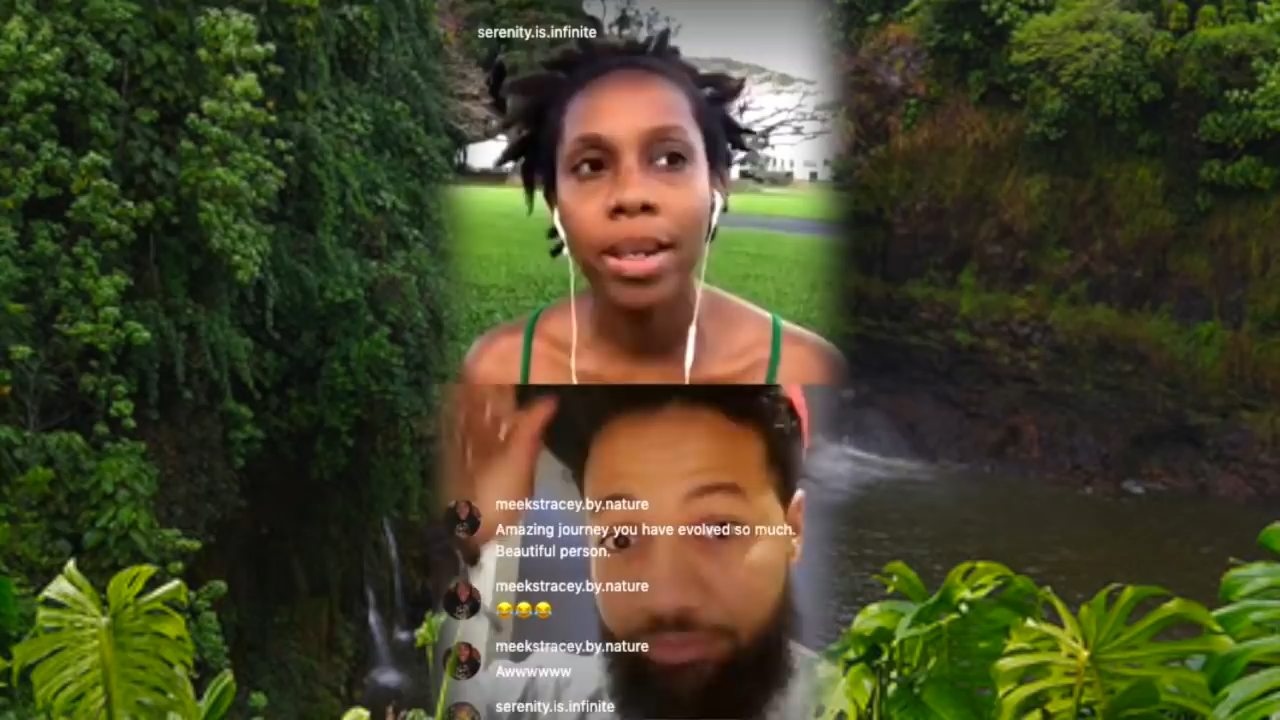 serenity.is.infinite
meekstracey.by.nature
Amazing journey you have evolved so much.
Beautiful person.
meekstracey.by.nature
😂😂😂
meekstracey.by.nature
Awwwwww
serenity.is.infinite